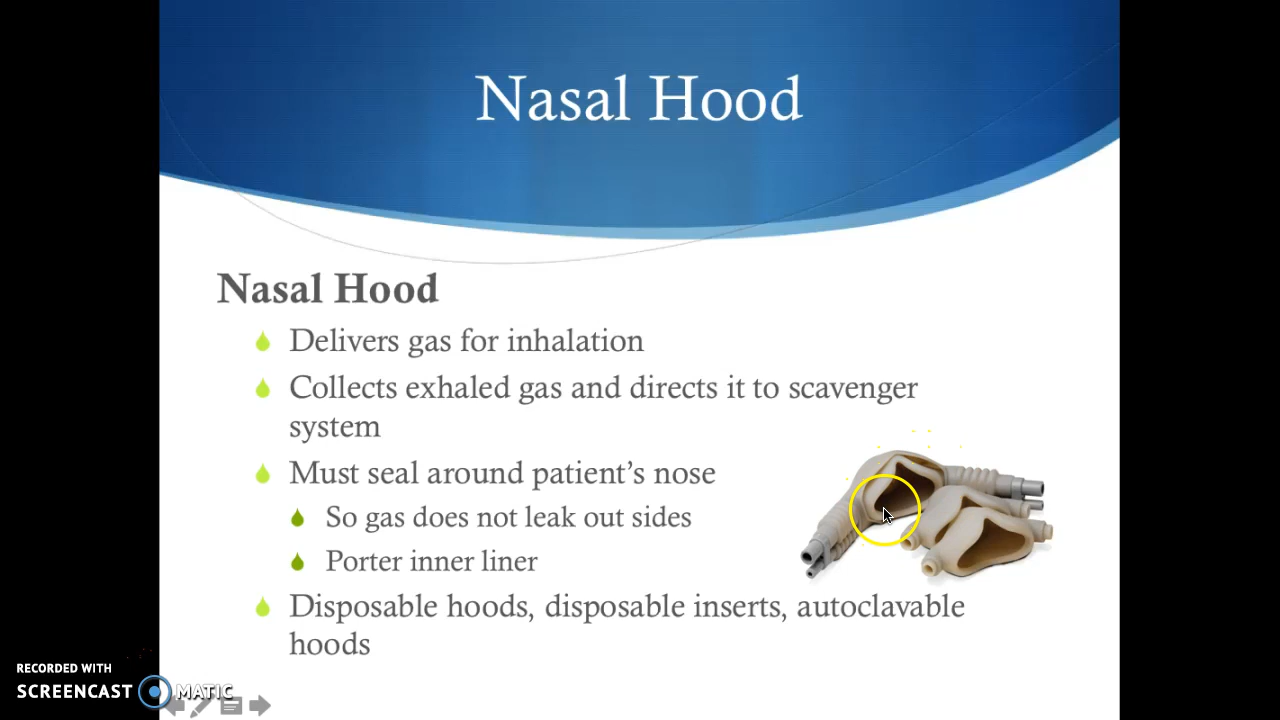 Nasal Hood
Nasal Hood
Delivers gas for inhalation
Collects exhaled gas and directs it to scavenger
system
Must seal around patient’s nose
So gas does not leak out sides
Porter inner liner
Disposable hoods, disposable inserts, autoclavable
hoods
RECORDED WITH
SCREENCAST MATIC